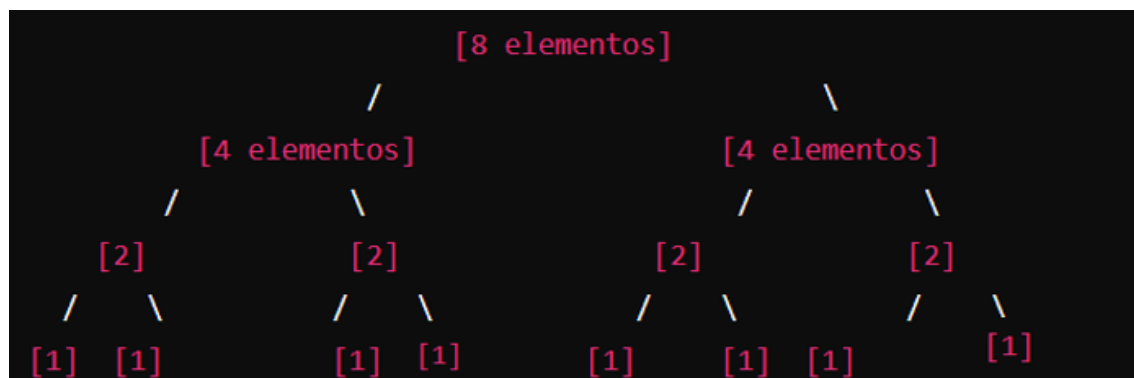 [8 elementos]
/ \
[4 elementos] [4 elementos]
/ \ / \
[2] [2] [2] [2]
/ \ / \ / \ / \
[1] [1] [1] [1] [1] [1] [1] [1]